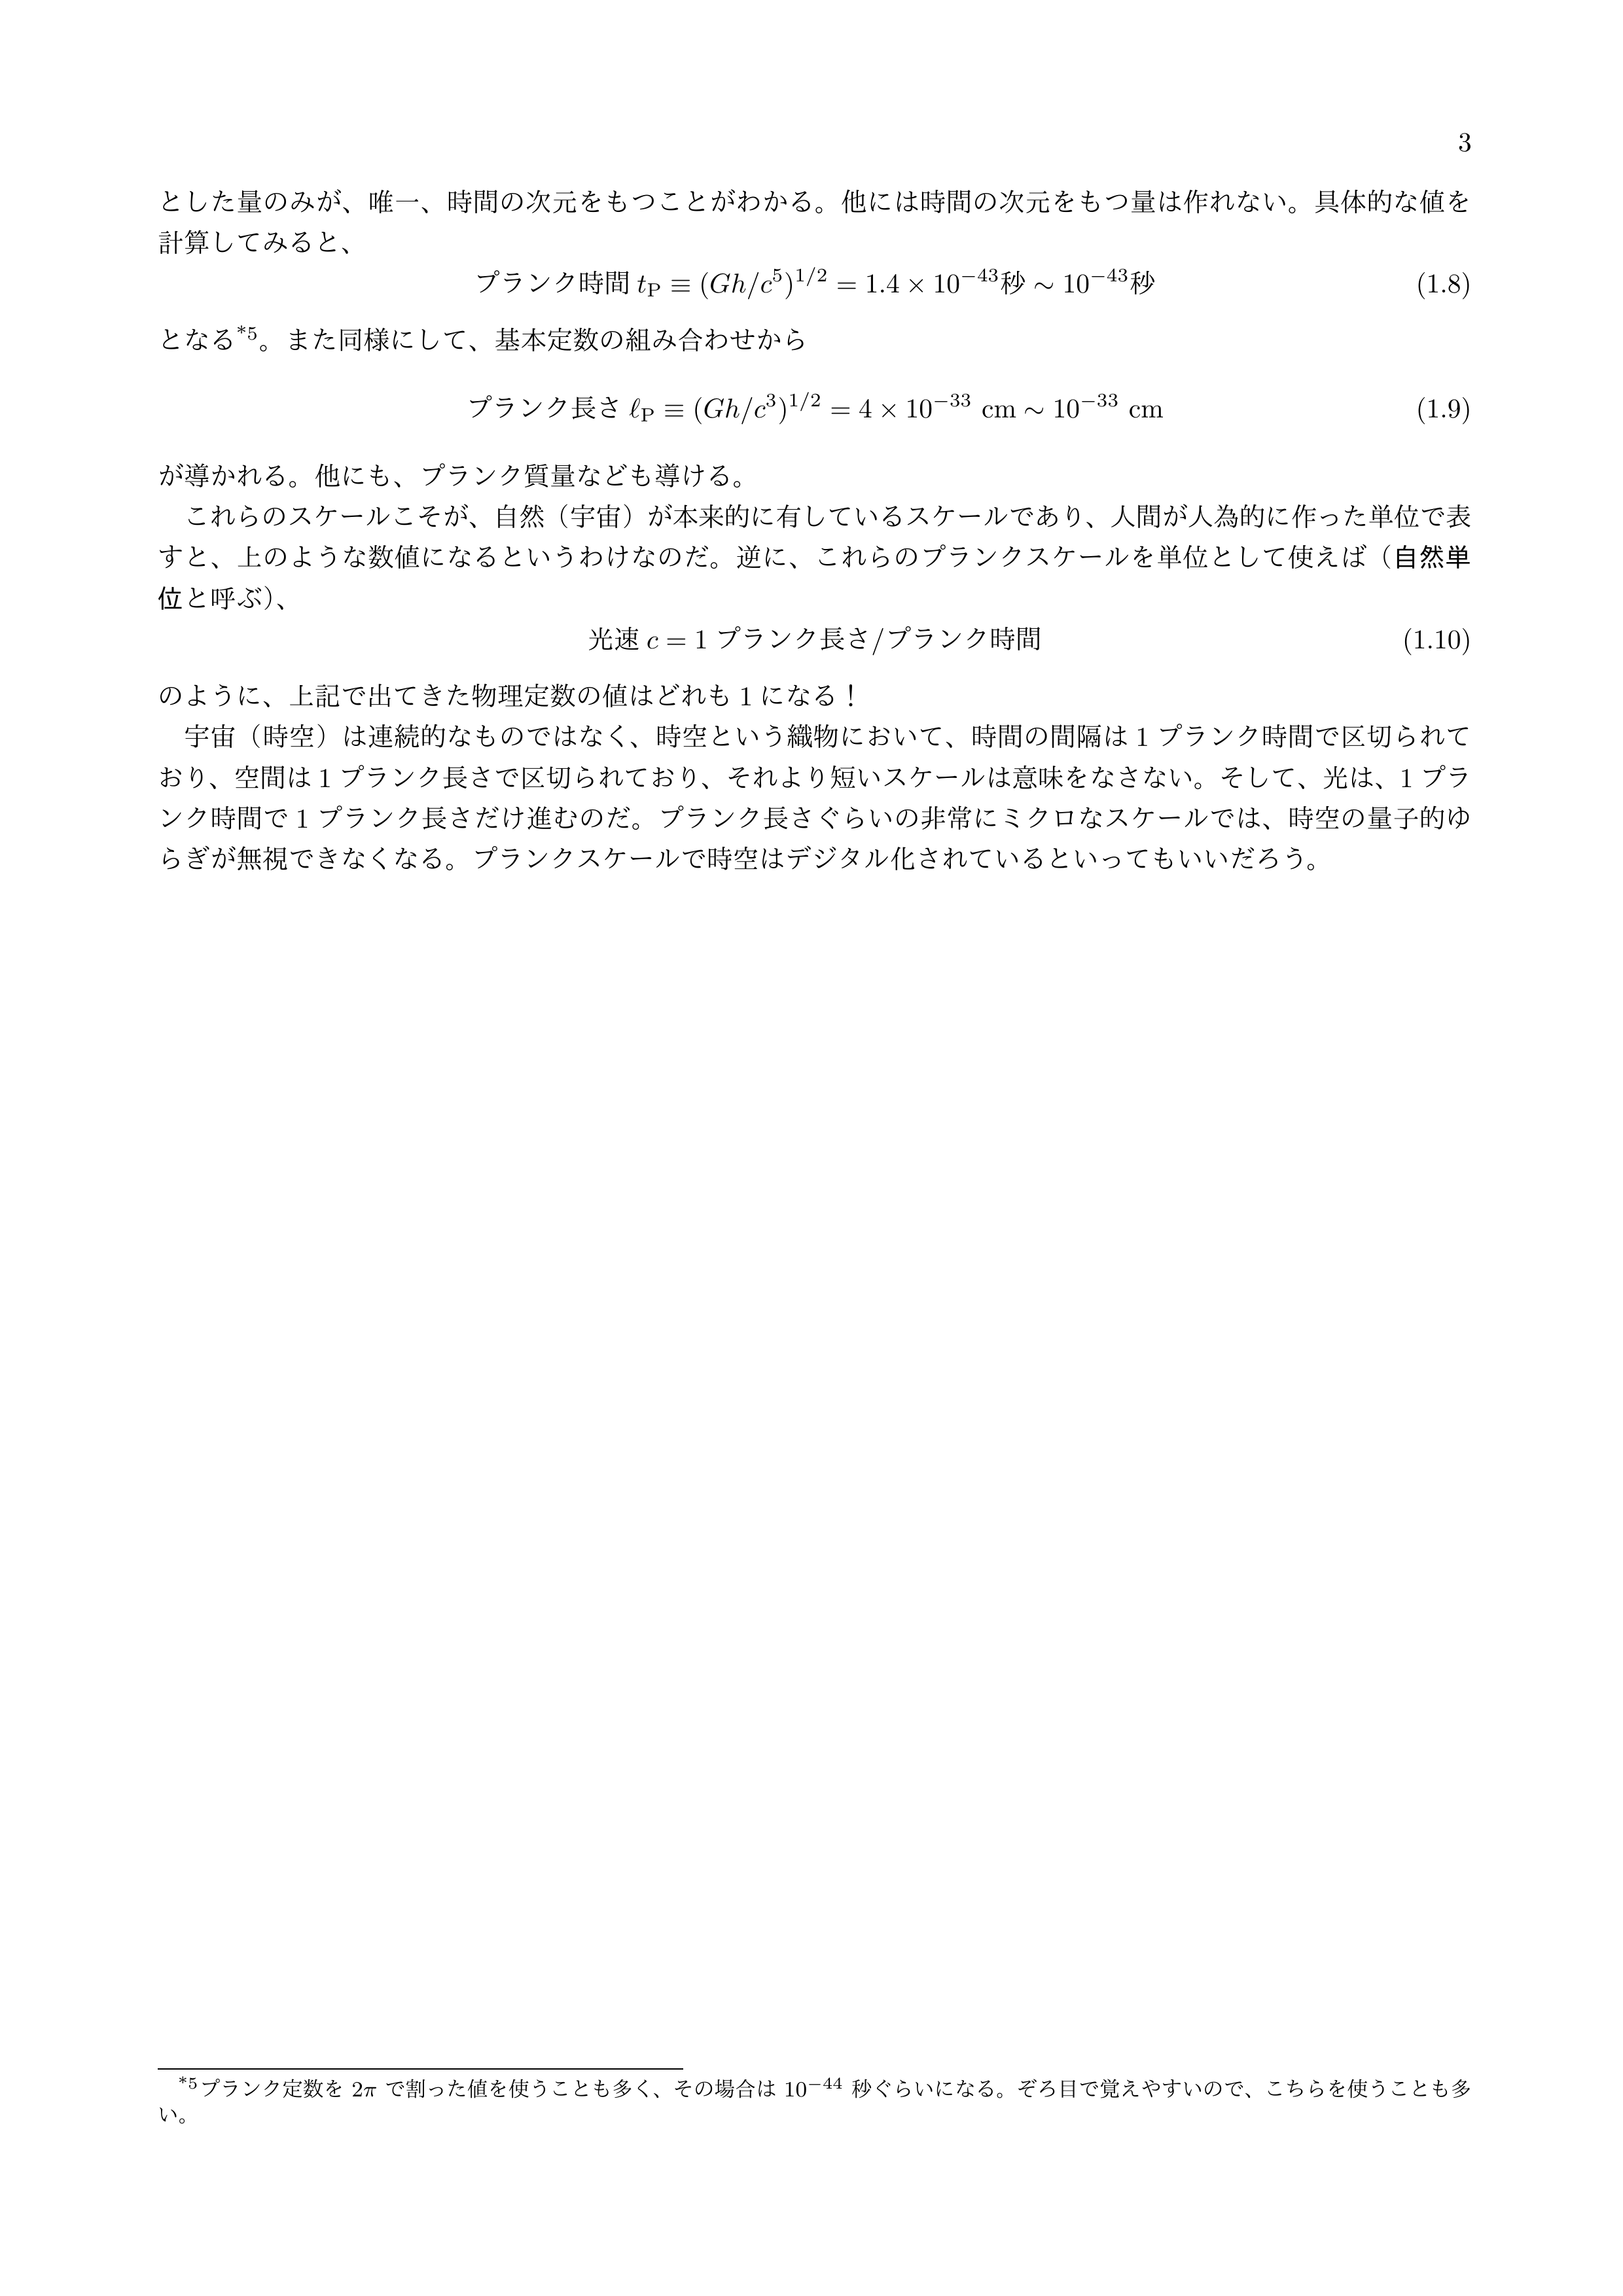 3
とした量のみが、唯一、時間の次元をもつことがわかる。他には時間の次元をもつ量は作れない。具体的な値を
計算してみると、
プランク時間 t_P ≡ (Gh/c^5)^{1/2} = 1.4 × 10^{−43}秒 ∼ 10^{−43}秒 (1.8)
となる*5。また同様にして、基本定数の組み合わせから
プランク長さ ℓ_P ≡ (Gh/c^3)^{1/2} = 4 × 10^{−33} cm ∼ 10^{−33} cm (1.9)
が導かれる。他にも、プランク質量なども導ける。
これらのスケールこそが、自然（宇宙）が本来的に有しているスケールであり、人間が人為的に作った単位で表
すと、上のような数値になるというわけなのだ。逆に、これらのプランクスケールを単位として使えば（自然単
位と呼ぶ）、
光速 c = 1 プランク長さ/プランク時間 (1.10)
のように、上記で出てきた物理定数の値はどれも 1 になる！
宇宙（時空）は連続的なものではなく、時空という織物において、時間の間隔は 1 プランク時間で区切られて
おり、空間は 1 プランク長さで区切られており、それより短いスケールは意味をなさない。そして、光は、1 プラ
ンク時間で 1 プランク長さだけ進むのだ。プランク長さぐらいの非常にミクロなスケールでは、時空の量子的ゆ
らぎが無視できなくなる。プランクスケールで時空はデジタル化されているといってもいいだろう。
*5プランク定数を 2π で割った値を使うことも多く、その場合は 10^{−44} 秒ぐらいになる。ぞろ目で覚えやすいので、こちらを使うことも多
い。